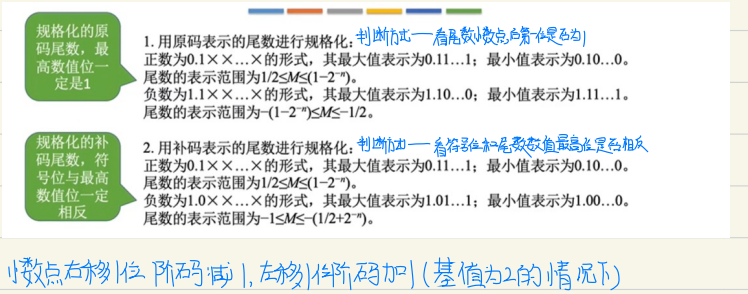 规格化的原
码尾数，最
高数值位一
定是1
1. 用原码表示的尾数进行规格化：判断方式——看尾数小数点后第一位是否为1
正数为0.1××…×的形式，其最大值表示为0.11…1；最小值表示为0.10…0。
尾数的表示范围为1/2≤M≤(1−2⁻ⁿ)。
负数为1.1××…×的形式，其最大值表示为1.10…0；最小值表示为1.11…1。
尾数的表示范围为−(1−2⁻ⁿ)≤M≤−1/2。
规格化的补
码尾数，符
号位与最高
数值位一定
相反
2. 用补码表示的尾数进行规格化：判断方式——看符号位和尾数数值最高位是否相反
正数为0.1××…×的形式，其最大值表示为0.11…1；最小值表示为0.10…0。
尾数的表示范围为1/2≤M≤(1−2⁻ⁿ)。
负数为1.0××…×的形式，其最大值表示为1.01…1；最小值表示为1.00…0。
尾数的表示范围为−1≤M≤−(1/2+2⁻ⁿ)。
小数点右移1位 阶码减1，左移1位阶码加1（基值为2的情况下）